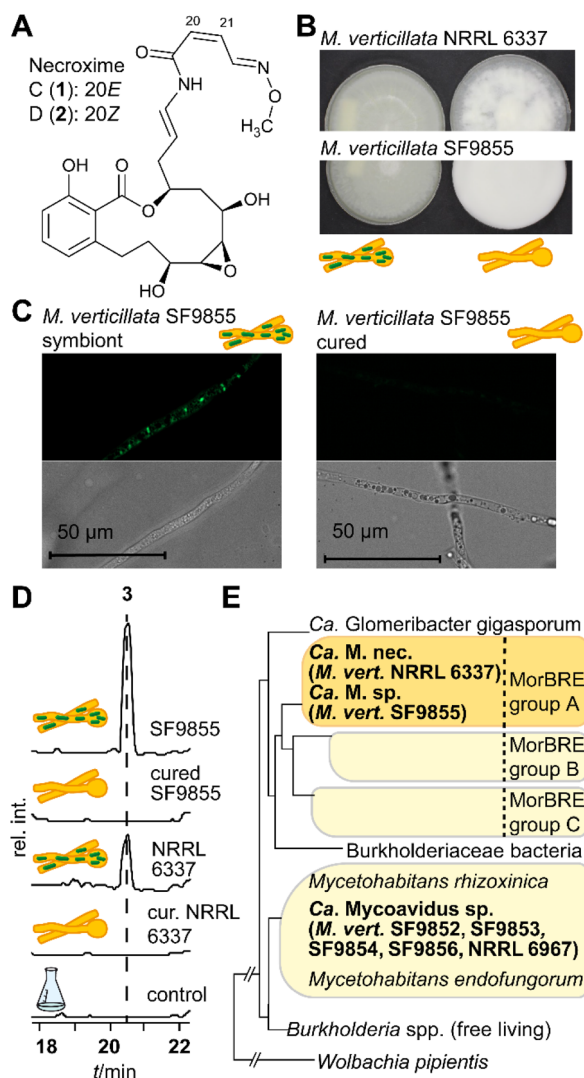 A
Necroxime
C (1): 20E
D (2): 20Z
20
21
O
NH
N
O
H3C
OH
O
O
OH
O
HO
B
M. verticillata NRRL 6337
M. verticillata SF9855
C
M. verticillata SF9855
symbiont
M. verticillata SF9855
cured
50 µm
50 µm
D
3
SF9855
cured
SF9855
NRRL
6337
cur. NRRL
6337
control
rel. int.
18
20
22
t/min
E
Ca. Glomeribacter gigasporum
Ca. M. nec.
(M. vert. NRRL 6337)
Ca. M. sp.
(M. vert. SF9855)
MorBRE
group A
MorBRE
group B
MorBRE
group C
Burkholderiaceae bacteria
Mycetohabitans rhizoxinica
Ca. Mycoavidus sp.
(M. vert. SF9852, SF9853,
SF9854, SF9856, NRRL 6967)
Mycetohabitans endofungorum
Burkholderia spp. (free living)
Wolbachia pipientis